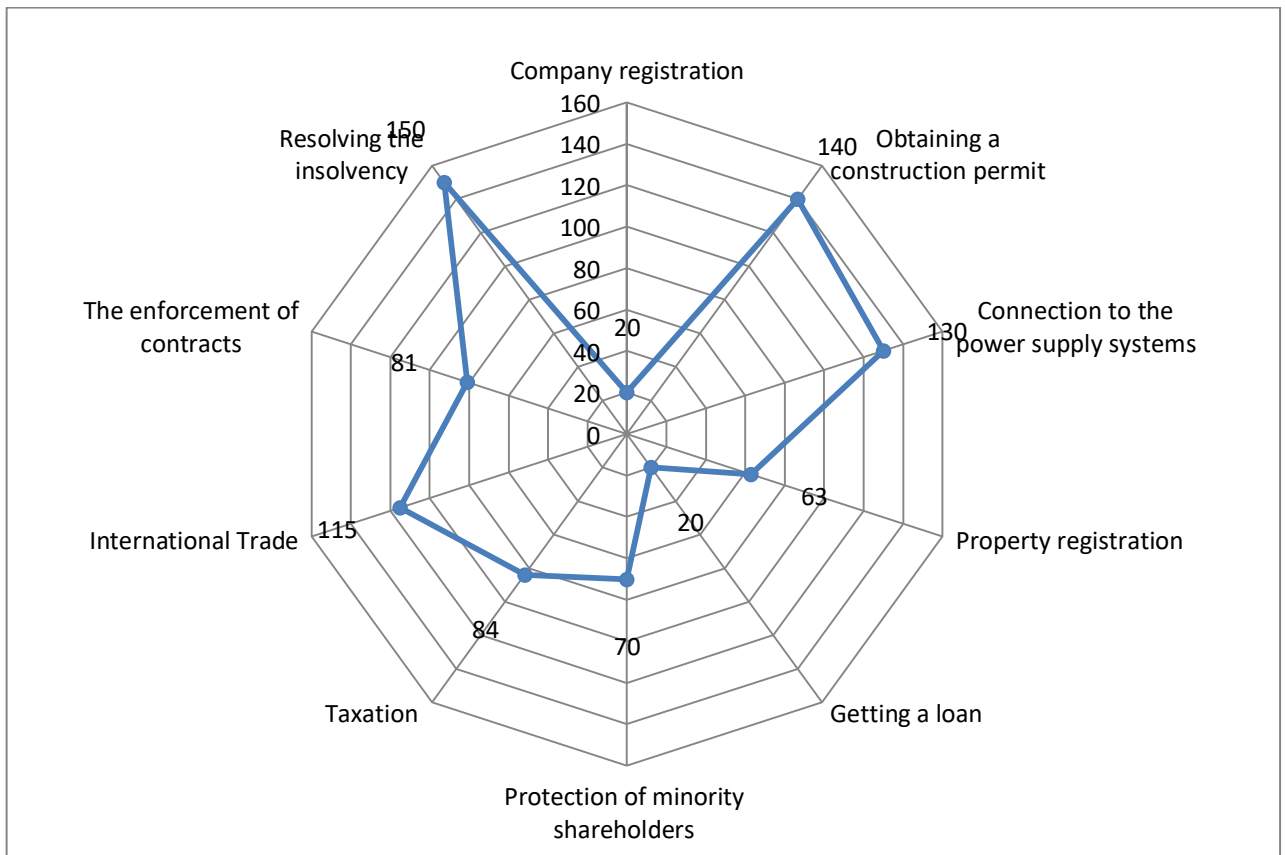 Company registration
160
140
120
100
80
60
40
20
0
20
Obtaining a
construction permit
140
Connection to the
power supply systems
130
Property registration
63
Getting a loan
20
Protection of minority
shareholders
70
Taxation
84
International Trade
115
The enforcement of
contracts
81
Resolving the
insolvency
150